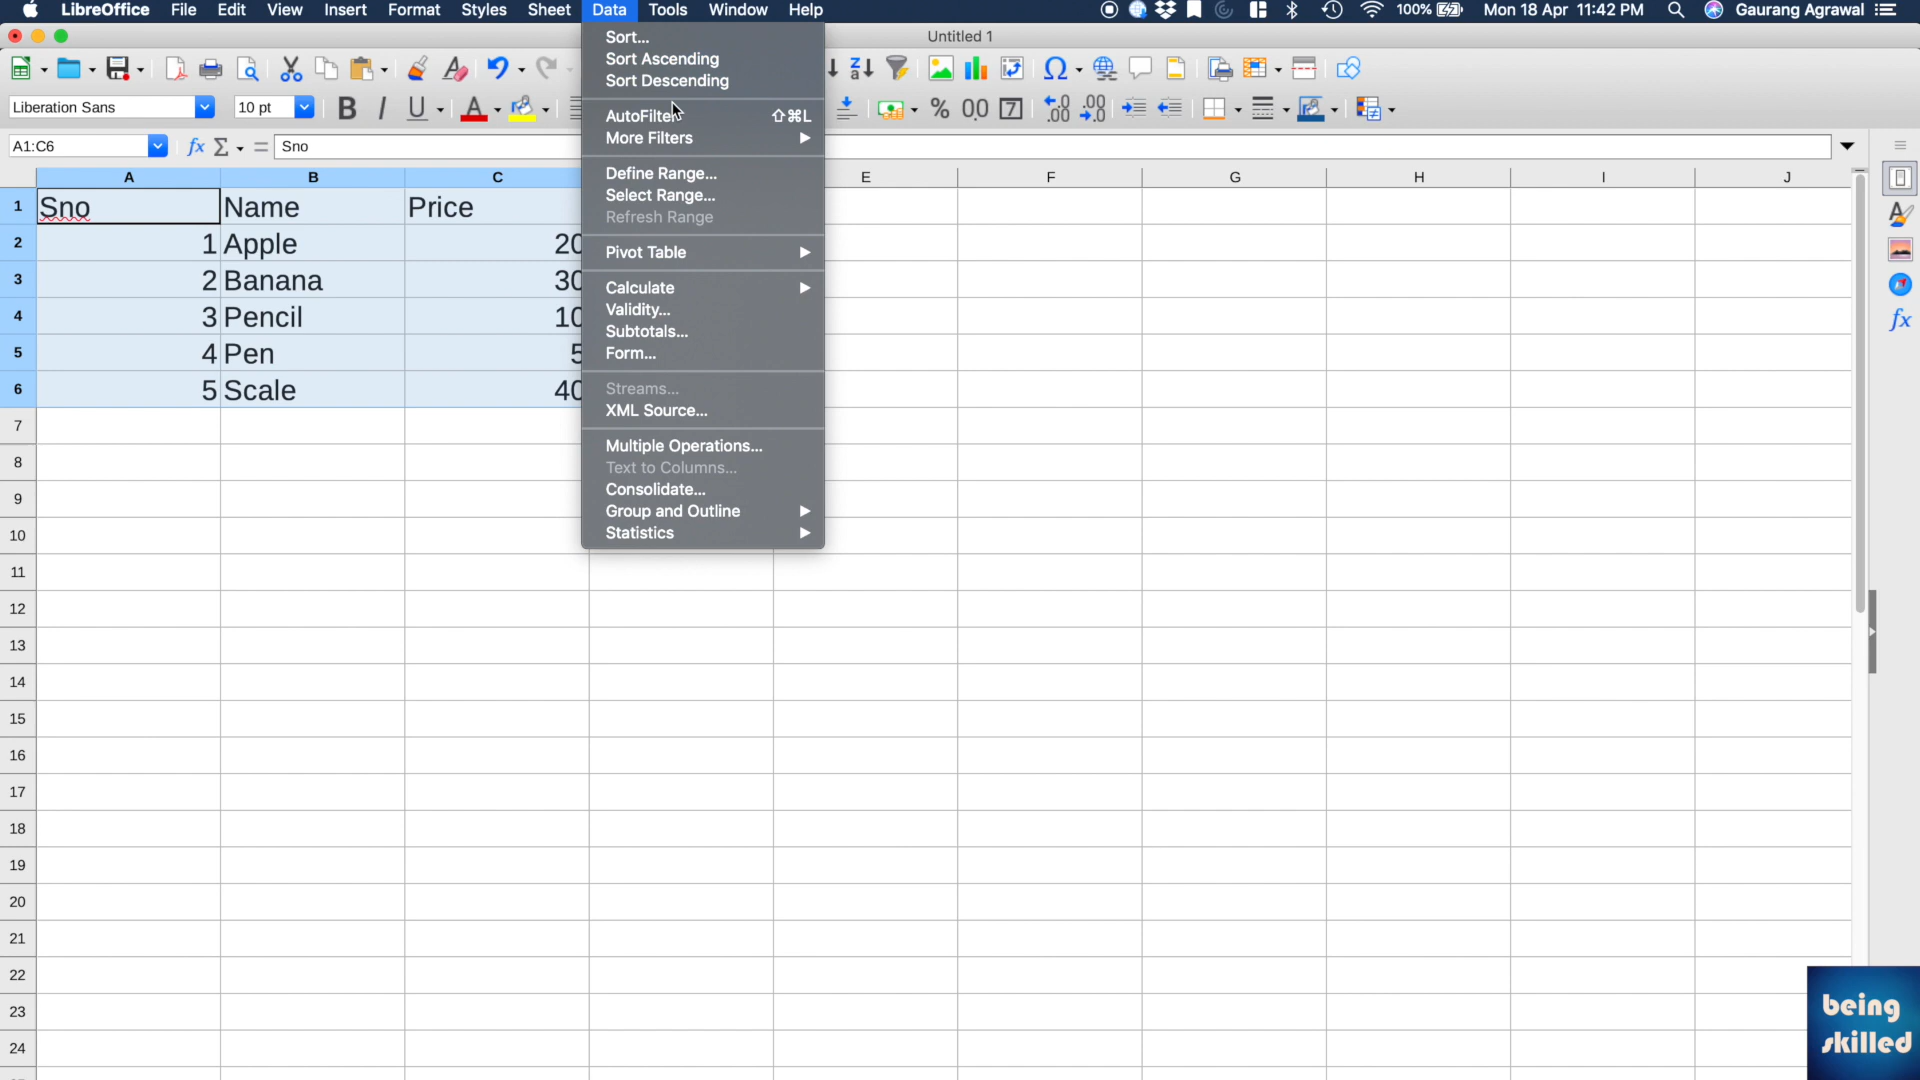 LibreOffice File Edit View Insert Format Styles Sheet Data Tools Window Help 100% Mon 18 Apr 11:42 PM Gaurang Agrawal
Untitled 1
Liberation Sans 10 pt
A1:C6 Sno
A B C E F G H I J
1 Sno Name Price
2 1 Apple 20
3 2 Banana 30
4 3 Pencil 10
5 4 Pen 5
6 5 Scale 40
7
8
9
10
11
12
13
14
15
16
17
18
19
20
21
22
23
24
Sort...
Sort Ascending
Sort Descending
AutoFilter ⇧⌘L
More Filters
Define Range...
Select Range...
Refresh Range
Pivot Table
Calculate
Validity...
Subtotals...
Form...
Streams...
XML Source...
Multiple Operations...
Text to Columns...
Consolidate...
Group and Outline
Statistics
being
skilled